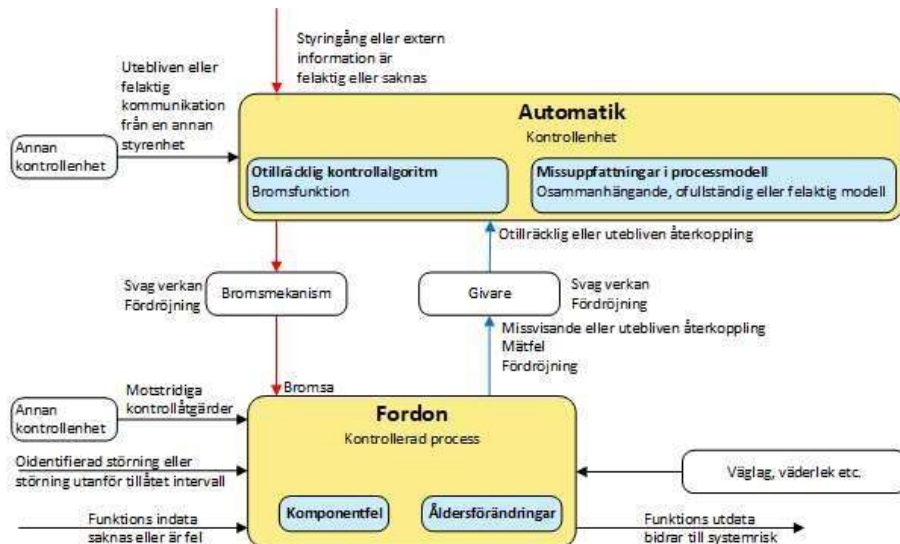 Styringång eller extern
information är
felaktig eller saknas
Utebliven eller
felaktig
kommunikation
från en annan
styrenhet
Annan
kontrollenhet
Automatik
Kontrollenhet
Otillräcklig kontrollalgoritm
Bromsfunktion
Missuppfattningar i processmodell
Osammanhängande, ofullständig eller felaktig modell
Otillräcklig eller utebliven återkoppling
Svag verkan
Fördröjning
Bromsmekanism
Givare
Svag verkan
Fördröjning
Missvisande eller utebliven återkoppling
Mätfel
Fördröjning
Bromsa
Annan
kontrollenhet
Motstridiga
kontrollåtgärder
Fordon
Kontrollerad process
Oidentifierad störning eller
störning utanför tillåtet intervall
Väglag, väderlek etc.
Komponentfel
Åldersförändringar
Funktions indata
saknas eller är fel
Funktions utdata
bidrar till systemrisk